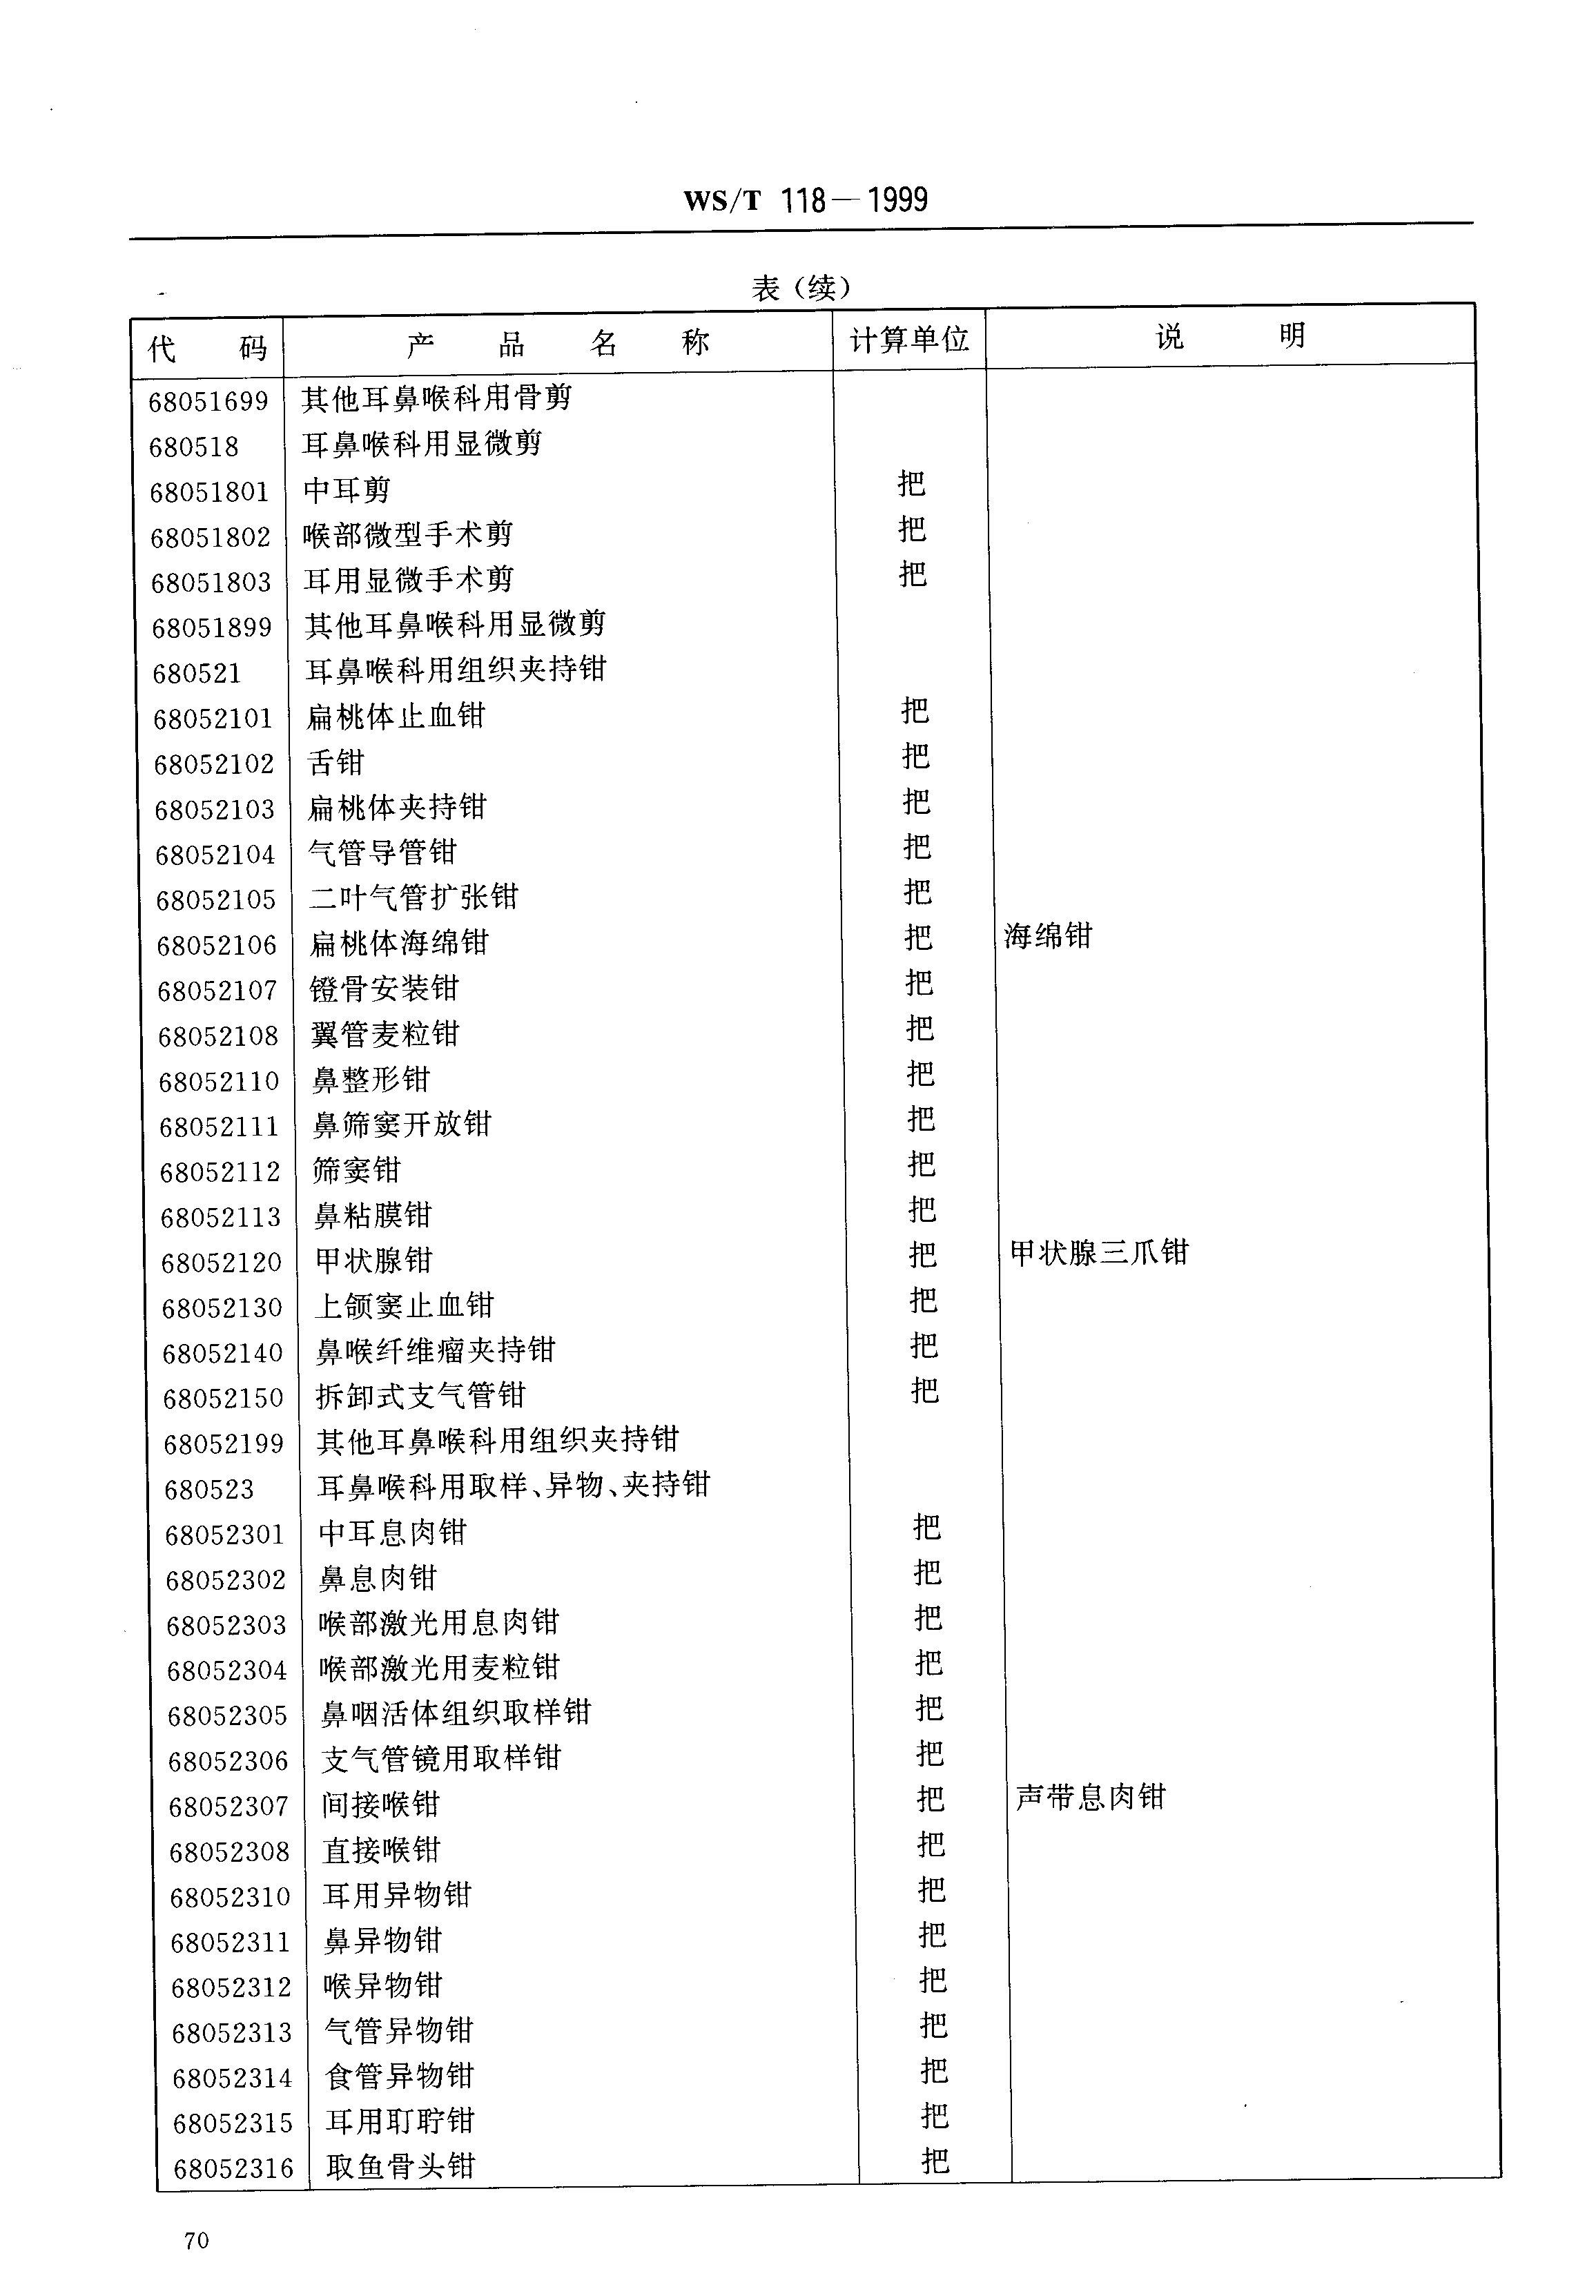 WS/T 118—1999
表（续）
代 码 产 品 名 称 计算单位 说 明
68051699 其他耳鼻喉科用骨剪
680518 耳鼻喉科用显微剪
68051801 中耳剪 把
68051802 喉部微型手术剪 把
68051803 耳用显微手术剪 把
68051899 其他耳鼻喉科用显微剪
680521 耳鼻喉科用组织夹持钳
68052101 扁桃体止血钳 把
68052102 舌钳 把
68052103 扁桃体夹持钳 把
68052104 气管导管钳 把
68052105 二叶气管扩张钳 把
68052106 扁桃体海绵钳 把 海绵钳
68052107 镫骨安装钳 把
68052108 翼管麦粒钳 把
68052110 鼻整形钳 把
68052111 鼻筛窦开放钳 把
68052112 筛窦钳 把
68052113 鼻粘膜钳 把
68052120 甲状腺钳 把 甲状腺三爪钳
68052130 上颌窦止血钳 把
68052140 鼻喉纤维瘤夹持钳 把
68052150 拆卸式支气管钳 把
68052199 其他耳鼻喉科用组织夹持钳
680523 耳鼻喉科用取样、异物、夹持钳
68052301 中耳息肉钳 把
68052302 鼻息肉钳 把
68052303 喉部激光用息肉钳 把
68052304 喉部激光用麦粒钳 把
68052305 鼻咽活体组织取样钳 把
68052306 支气管镜用取样钳 把
68052307 间接喉钳 把 声带息肉钳
68052308 直接喉钳 把
68052310 耳用异物钳 把
68052311 鼻异物钳 把
68052312 喉异物钳 把
68052313 气管异物钳 把
68052314 食管异物钳 把
68052315 耳用耵聍钳 把
68052316 取鱼骨头钳 把
70